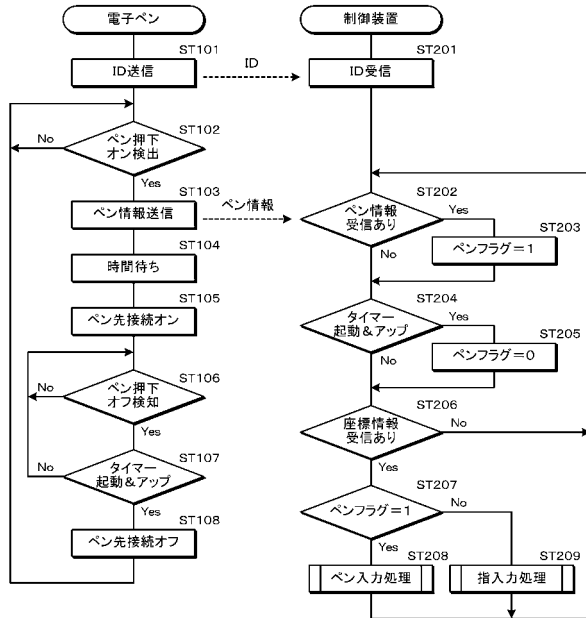 電子ペン
制御装置
ST101
ID送信
ID
ST201
ID受信
ST102
ペン押下
オン検出
No
Yes
ST103
ペン情報送信
ペン情報
ST202
ペン情報
受信あり
Yes
No
ST203
ペンフラグ=1
ST104
時間待ち
ST105
ペン先接続オン
ST204
タイマー
起動&アップ
Yes
No
ST205
ペンフラグ=0
ST106
ペン押下
オフ検知
No
Yes
ST206
座標情報
受信あり
No
Yes
ST107
タイマー
起動&アップ
No
Yes
ST207
ペンフラグ=1
No
Yes
ST108
ペン先接続オフ
ST208
ペン入力処理
ST209
指入力処理